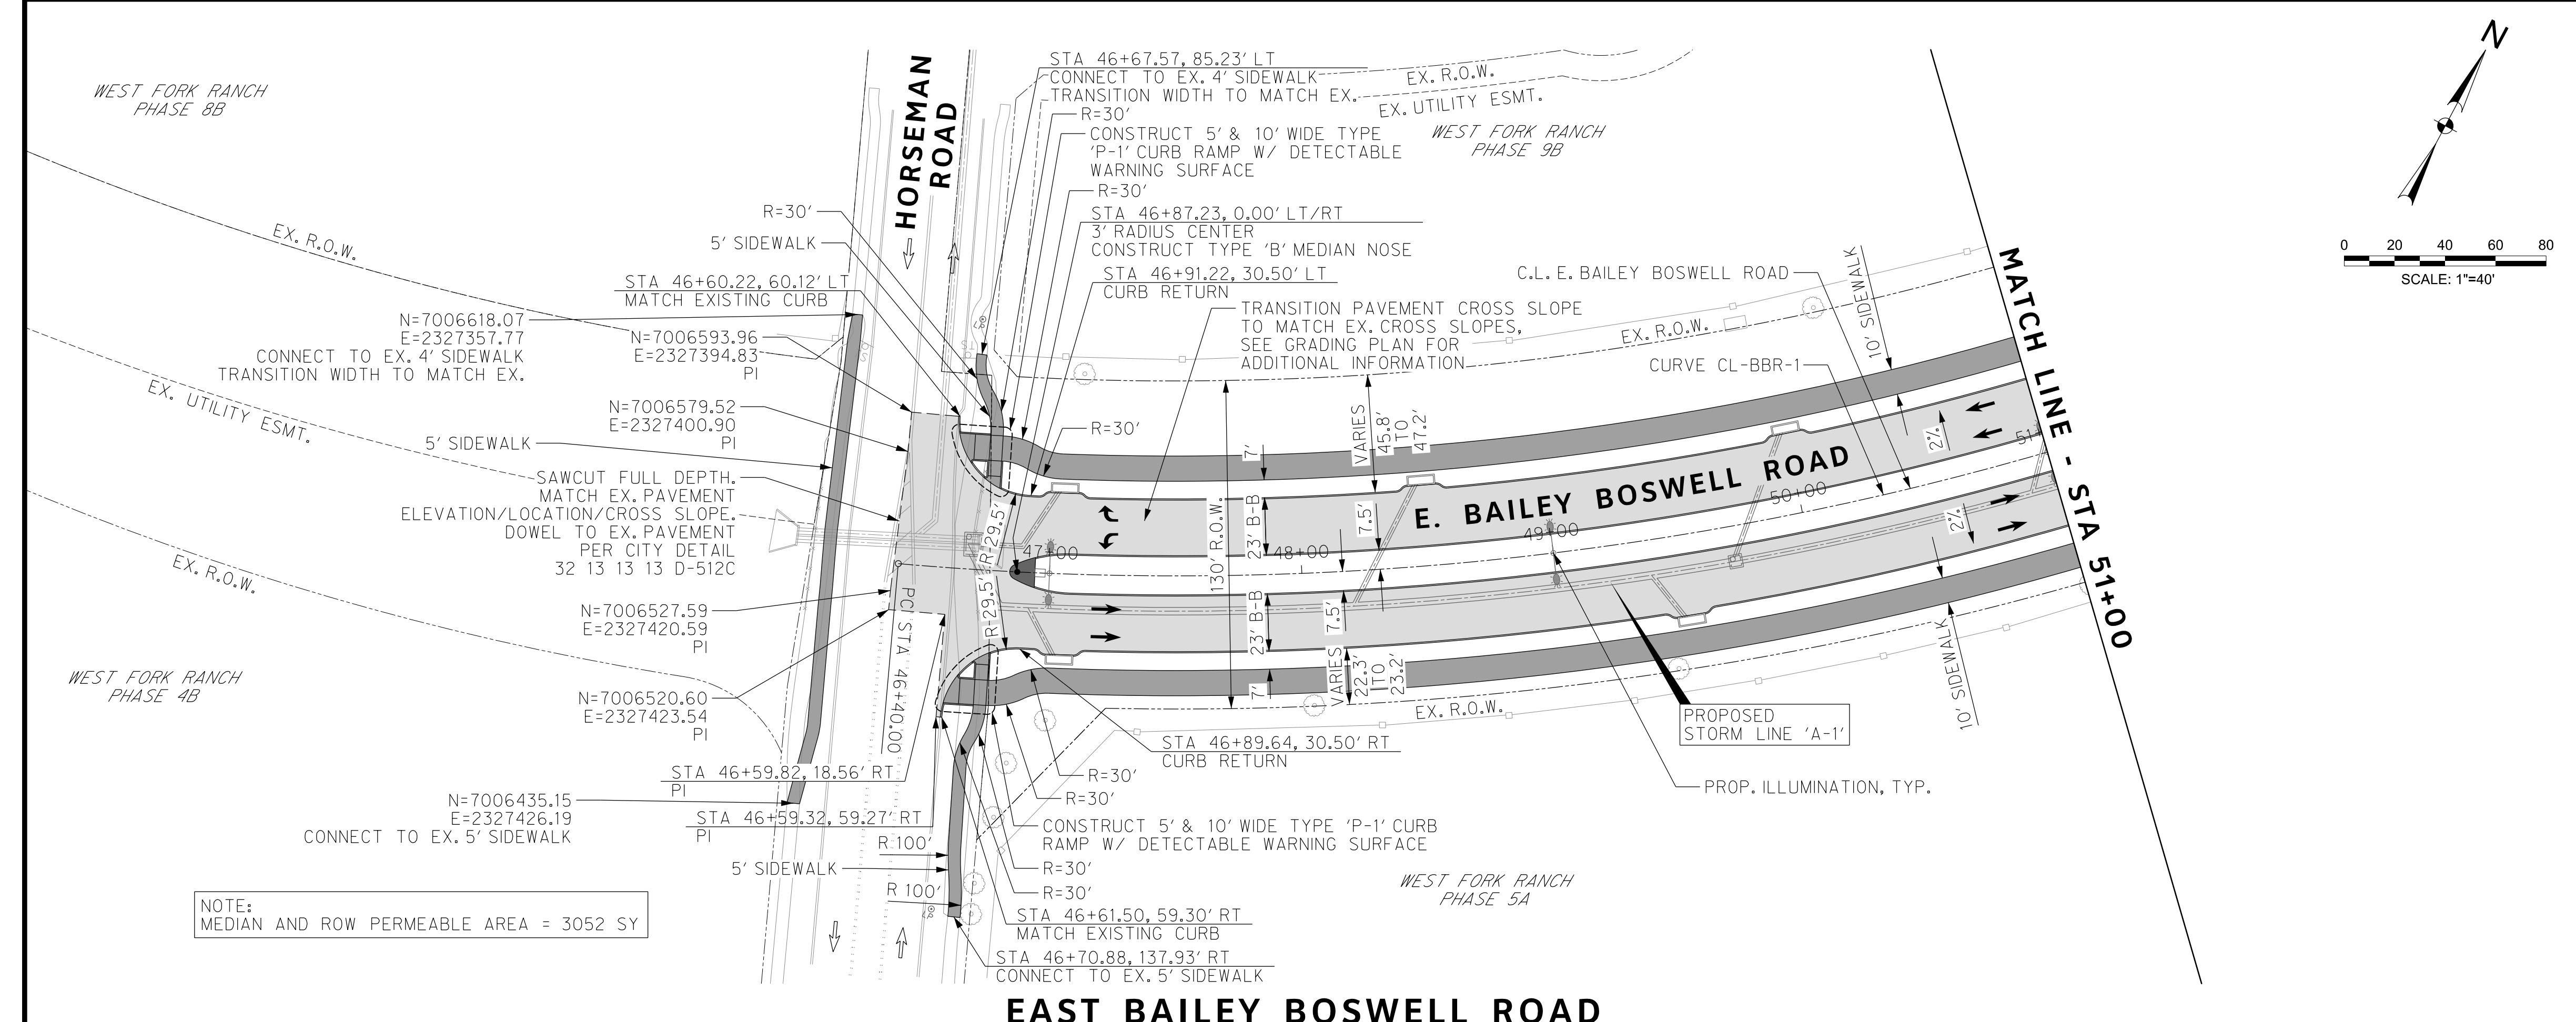 WEST FORK RANCH
PHASE 8B
HORSEMAN
ROAD
STA 46+67.57, 85.23' LT
CONNECT TO EX. 4' SIDEWALK
TRANSITION WIDTH TO MATCH EX.
R=30'
CONSTRUCT 5' & 10' WIDE TYPE
'P-1' CURB RAMP W/ DETECTABLE
WARNING SURFACE
R=30'
STA 46+87.23, 0.00' LT/RT
3' RADIUS CENTER
CONSTRUCT TYPE 'B' MEDIAN NOSE
STA 46+91.22, 30.50' LT
CURB RETURN
TRANSITION PAVEMENT CROSS SLOPE
TO MATCH EX. CROSS SLOPES,
SEE GRADING PLAN FOR
ADDITIONAL INFORMATION
R=30'
EX. R.O.W.
EX. UTILITY ESMT.
WEST FORK RANCH
PHASE 9B
N
0 20 40 60 80
SCALE: 1"=40'
MATCH LINE - STA 51+00
C.L. E. BAILEY BOSWELL ROAD
CURVE CL-BBR-1
10' SIDEWALK
EX. R.O.W.
R=30'
5' SIDEWALK
STA 46+60.22, 60.12' LT
MATCH EXISTING CURB
N=7006618.07
E=2327357.77
CONNECT TO EX. 4' SIDEWALK
TRANSITION WIDTH TO MATCH EX.
N=7006593.96
E=2327394.83
PI
N=7006579.52
E=2327400.90
PI
5' SIDEWALK
SAWCUT FULL DEPTH.
MATCH EX. PAVEMENT
ELEVATION/LOCATION/CROSS SLOPE.
DOWEL TO EX. PAVEMENT
PER CITY DETAIL
32 13 13 13 D-512C
N=7006527.59
E=2327420.59
PI
N=7006520.60
E=2327423.54
PI
EX. R.O.W.
EX. UTILITY ESMT.
EX. R.O.W.
WEST FORK RANCH
PHASE 4B
PC STA 46+40.00
R 29.5'
R 29.5'
47+00
48+00
49+00
50+00
51
E. BAILEY BOSWELL ROAD
130' R.O.W.
7'
23' B-B
VARIES
45.8'
TO
47.2'
7.5'
7.5'
23' B-B
7'
VARIES
22.3'
TO
23.2'
2%
2%
10' SIDEWALK
EX. R.O.W.
PROPOSED
STORM LINE 'A-1'
PROP. ILLUMINATION, TYP.
STA 46+89.64, 30.50' RT
CURB RETURN
R=30'
R=30'
CONSTRUCT 5' & 10' WIDE TYPE 'P-1' CURB
RAMP W/ DETECTABLE WARNING SURFACE
R=30'
R=30'
STA 46+61.50, 59.30' RT
MATCH EXISTING CURB
STA 46+70.88, 137.93' RT
CONNECT TO EX. 5' SIDEWALK
STA 46+59.82, 18.56' RT
PI
STA 46+59.32, 59.27' RT
PI
N=7006435.15
E=2327426.19
CONNECT TO EX. 5' SIDEWALK
R 100'
5' SIDEWALK
R 100'
WEST FORK RANCH
PHASE 5A
NOTE:
MEDIAN AND ROW PERMEABLE AREA = 3052 SY
EAST BAILEY BOSWELL ROAD